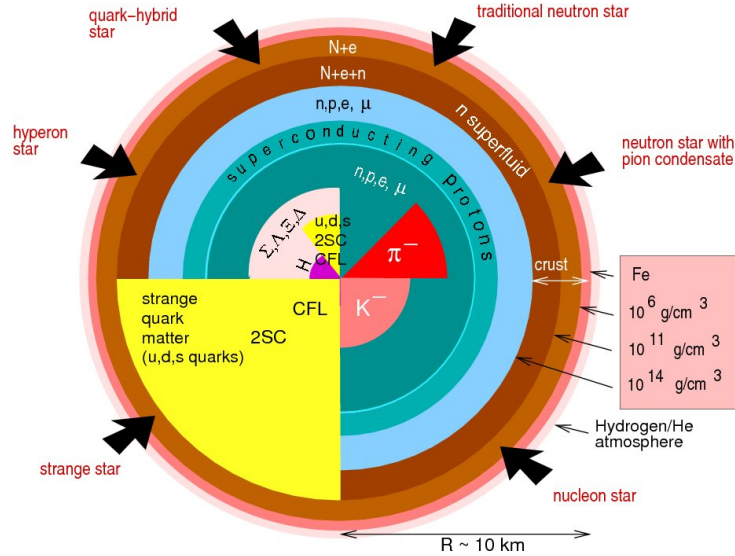 quark-hybrid
star
traditional neutron star
N+e
N+e+n
n,p,e, μ
n superfluid
hyperon
star
neutron star with
pion condensate
superconducting protons
n,p,e, μ
Σ,Λ,Ξ,Δ
u,d,s
2SC
CFL
H
π⁻
K⁻
crust
Fe
10⁶ g/cm³
10¹¹ g/cm³
10¹⁴ g/cm³
strange
quark
matter
(u,d,s quarks)
CFL
2SC
Hydrogen/He
atmosphere
strange star
nucleon star
R ~ 10 km